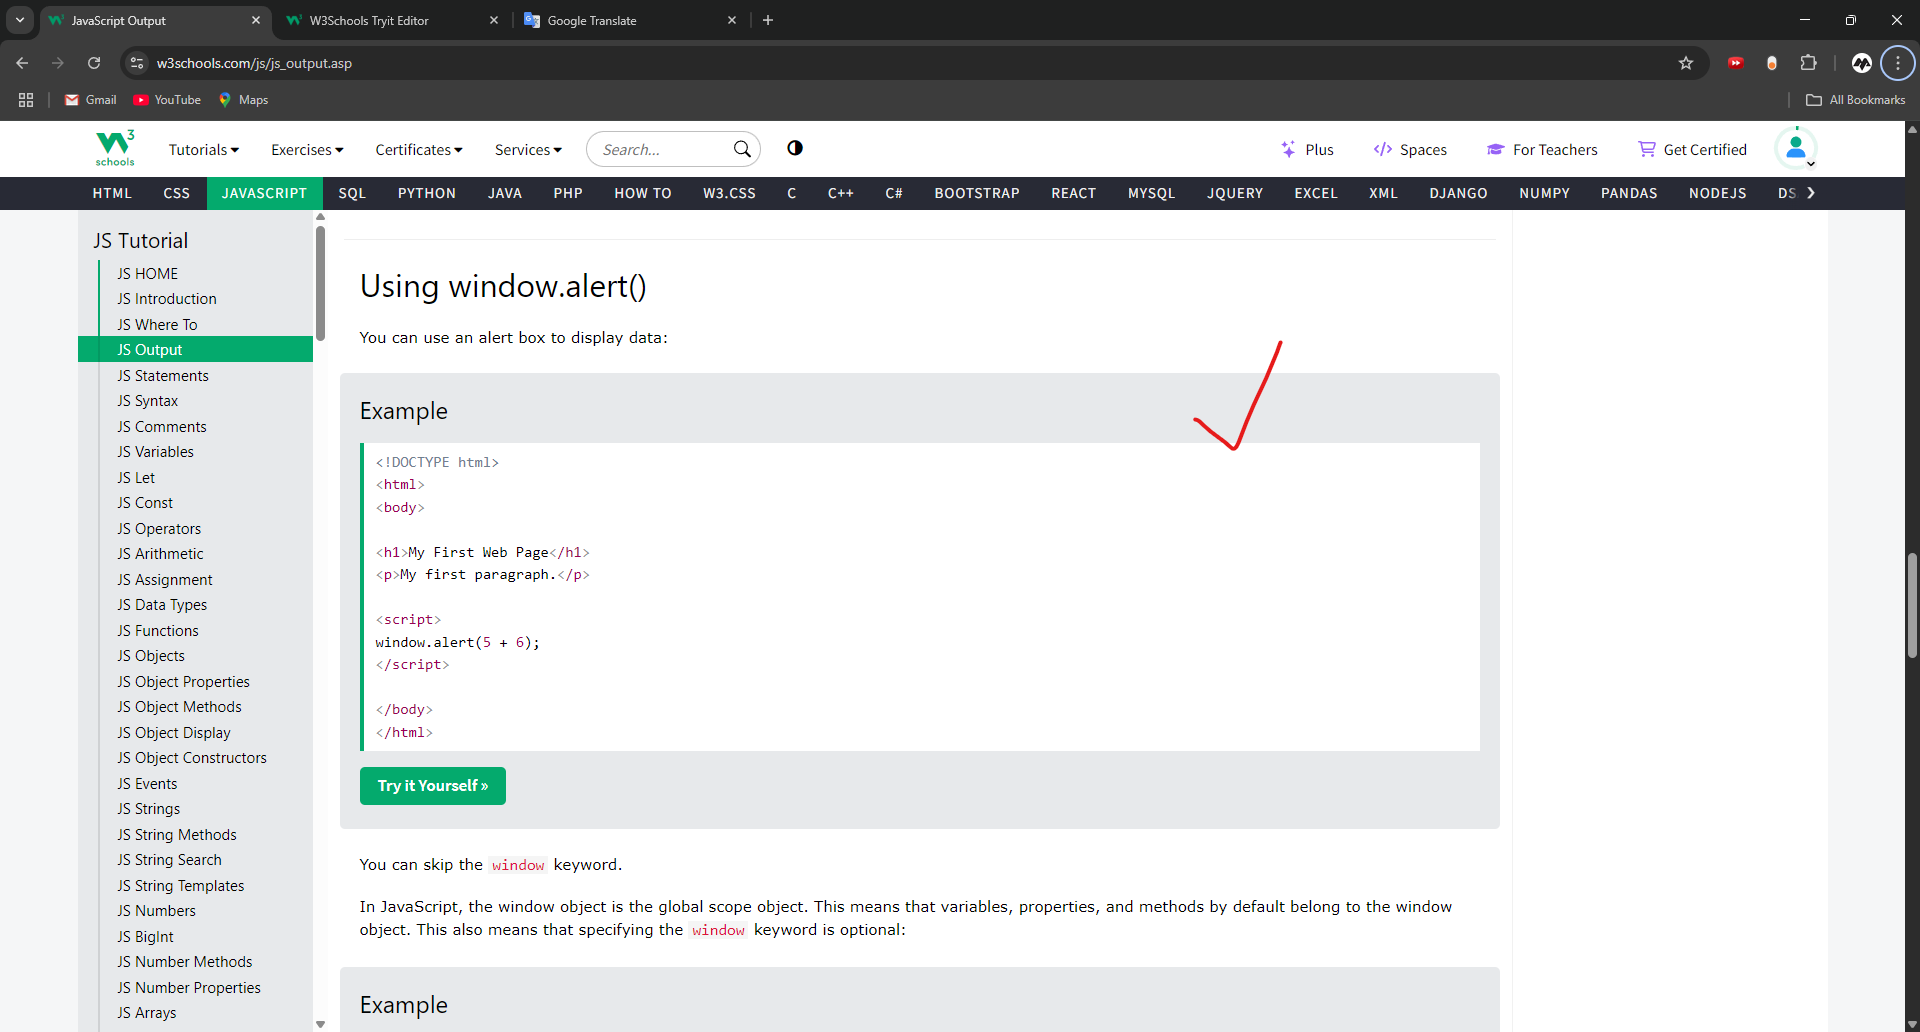 JavaScript Output
W3Schools Tryit Editor
Google Translate
w3schools.com/js/js_output.asp
Gmail
YouTube
Maps
All Bookmarks
W3 schools
Tutorials
Exercises
Certificates
Services
Search...
Plus
Spaces
For Teachers
Get Certified
HTML
CSS
JAVASCRIPT
SQL
PYTHON
JAVA
PHP
HOW TO
W3.CSS
C
C++
C#
BOOTSTRAP
REACT
MYSQL
JQUERY
EXCEL
XML
DJANGO
NUMPY
PANDAS
NODEJS
DS
JS Tutorial
JS HOME
JS Introduction
JS Where To
JS Output
JS Statements
JS Syntax
JS Comments
JS Variables
JS Let
JS Const
JS Operators
JS Arithmetic
JS Assignment
JS Data Types
JS Functions
JS Objects
JS Object Properties
JS Object Methods
JS Object Display
JS Object Constructors
JS Events
JS Strings
JS String Methods
JS String Search
JS String Templates
JS Numbers
JS BigInt
JS Number Methods
JS Number Properties
JS Arrays
Using window.alert()
You can use an alert box to display data:
Example
<!DOCTYPE html>
<html>
<body>
<h1>My First Web Page</h1>
<p>My first paragraph.</p>
<script>
window.alert(5 + 6);
</script>
</body>
</html>
Try it Yourself »
You can skip the window keyword.
In JavaScript, the window object is the global scope object. This means that variables, properties, and methods by default belong to the window
object. This also means that specifying the window keyword is optional:
Example